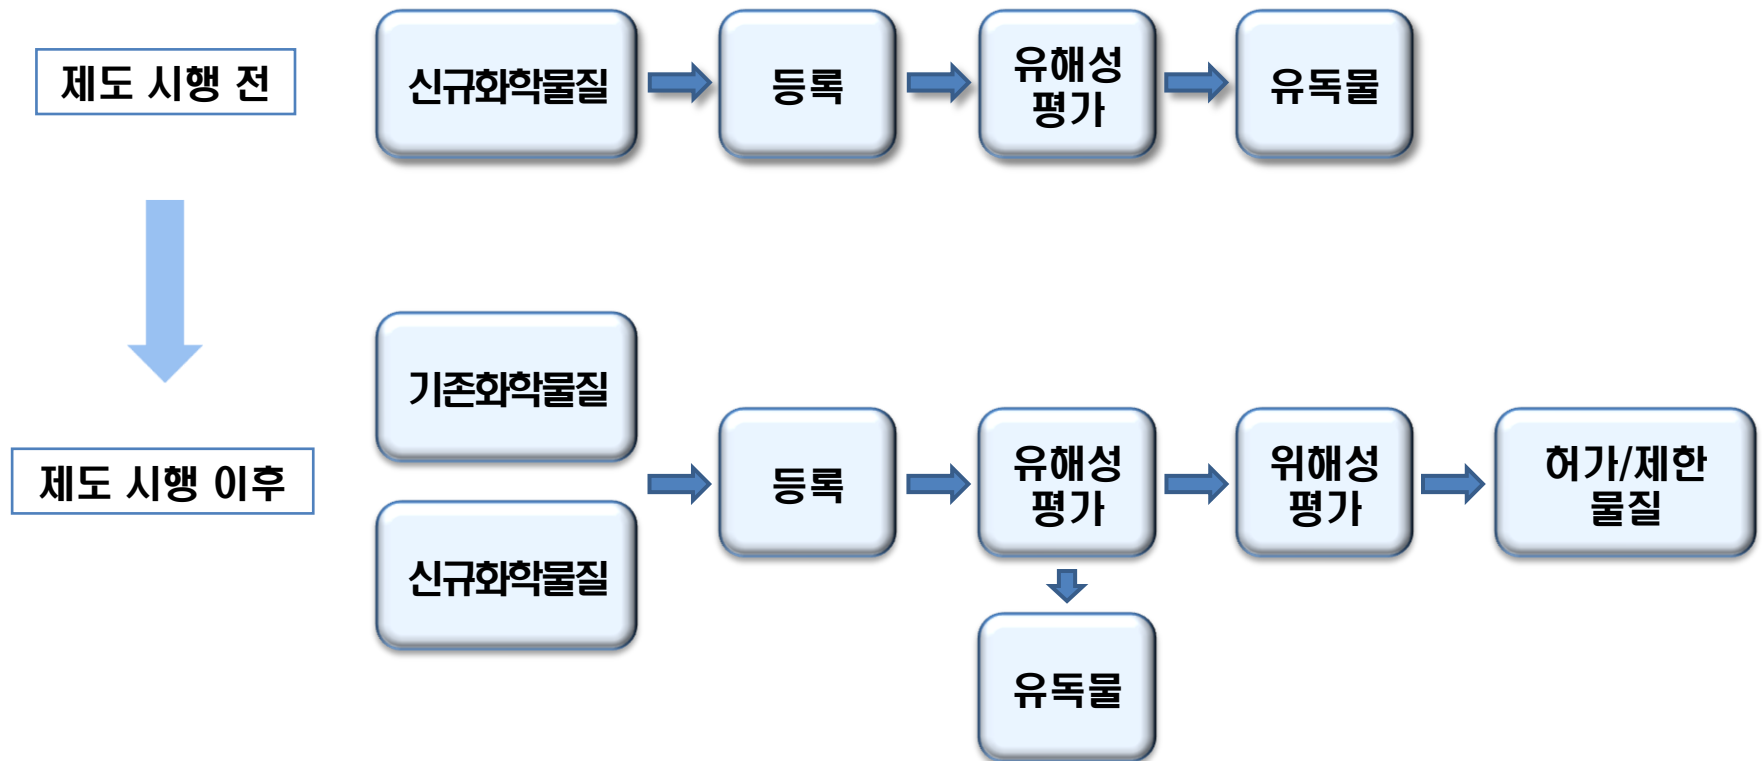 제도 시행 전
신규화학물질
등록
유해성
평가
유독물
제도 시행 이후
기존화학물질
신규화학물질
등록
유해성
평가
위해성
평가
허가/제한
물질
유독물